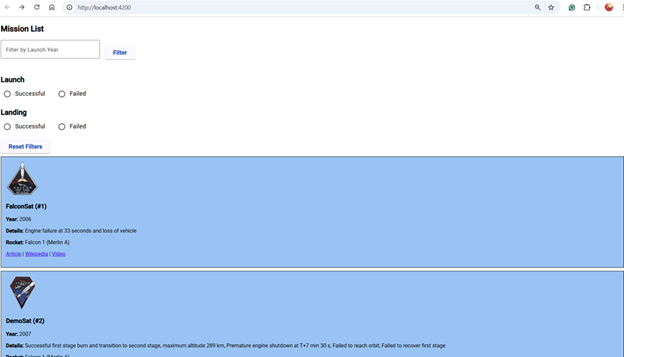 http://localhost:4200
Mission List
Filter by Launch Year
Filter
Launch
Successful Failed
Landing
Successful Failed
Reset Filters
FalconSat (#1)
Year: 2006
Details: Engine failure at 33 seconds and loss of vehicle
Rocket: Falcon 1 (Merlin A)
Article | Wikipedia | Video
DemoSat (#2)
Year: 2007
Details: Successful first stage burn and transition to second stage, maximum altitude 289 km, Premature engine shutdown at T+7 min 30 s, Failed to reach orbit, Failed to recover first stage
Rocket: Falcon 1 (Merlin A)